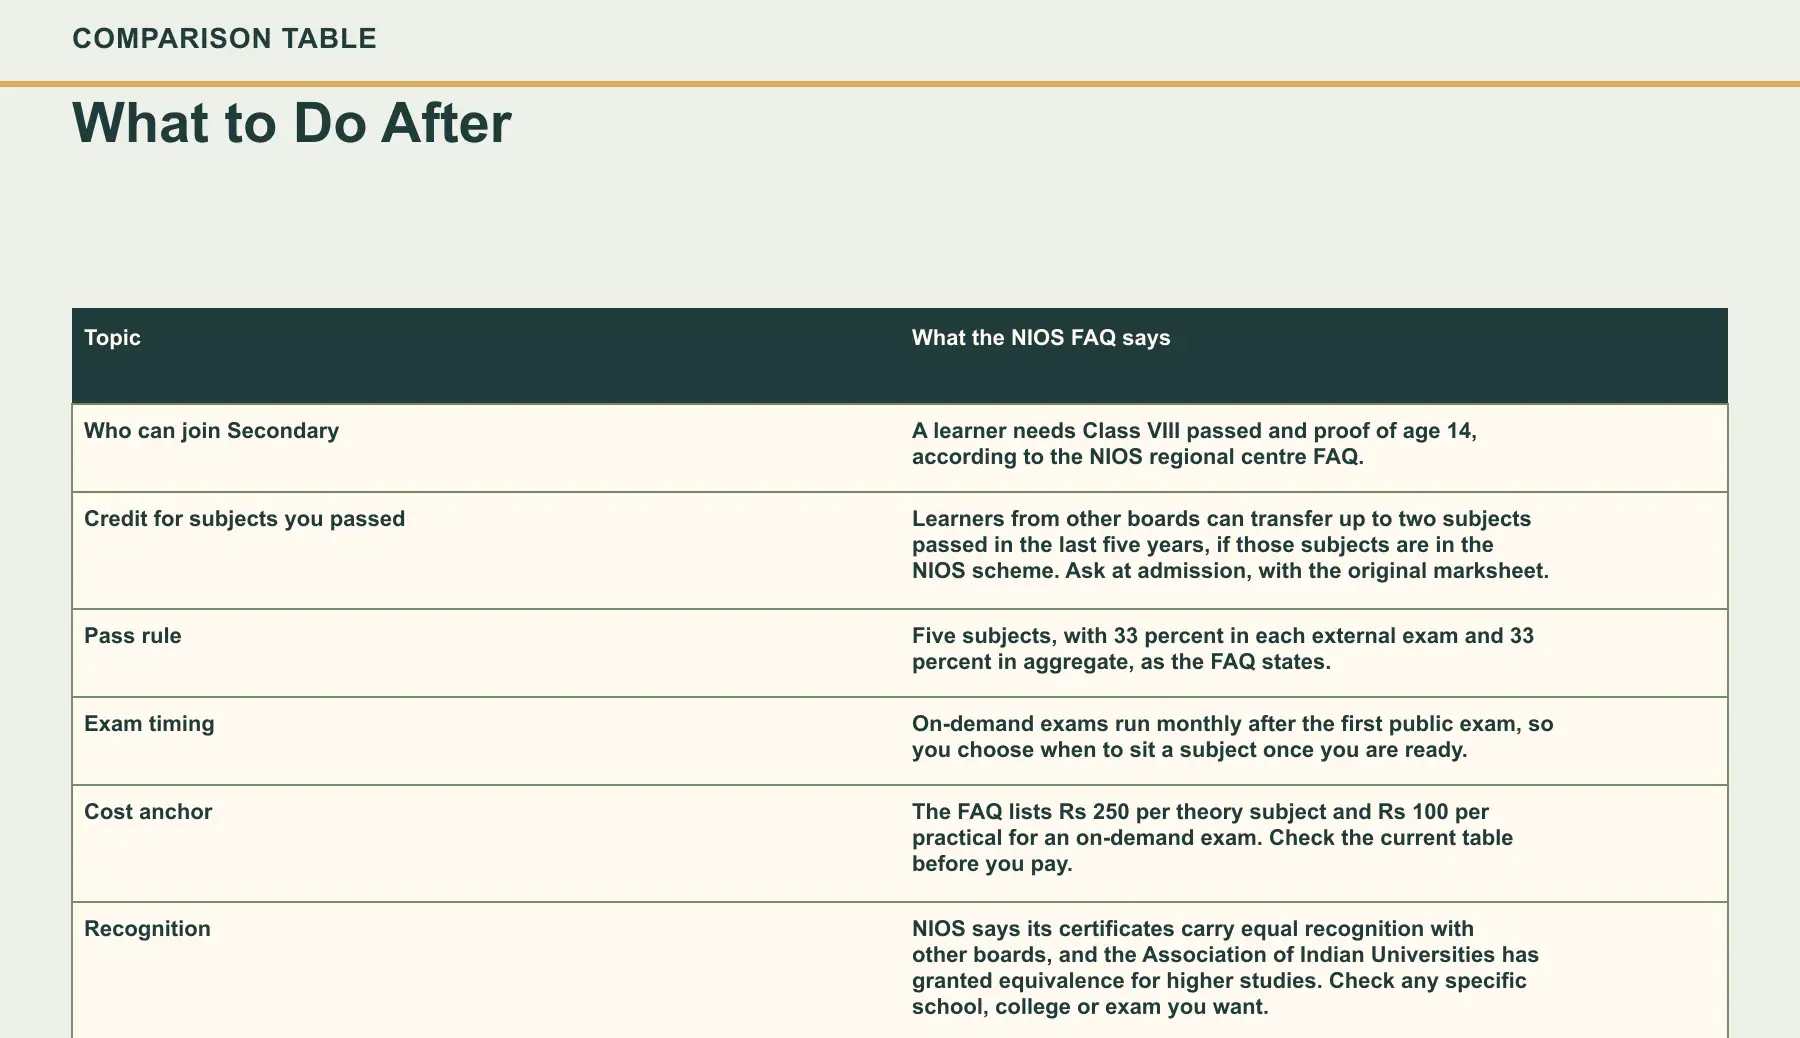 COMPARISON TABLE
What to Do After
Topic
What the NIOS FAQ says
Who can join Secondary
A learner needs Class VIII passed and proof of age 14,
according to the NIOS regional centre FAQ.
Credit for subjects you passed
Learners from other boards can transfer up to two subjects
passed in the last five years, if those subjects are in the
NIOS scheme. Ask at admission, with the original marksheet.
Pass rule
Five subjects, with 33 percent in each external exam and 33
percent in aggregate, as the FAQ states.
Exam timing
On-demand exams run monthly after the first public exam, so
you choose when to sit a subject once you are ready.
Cost anchor
The FAQ lists Rs 250 per theory subject and Rs 100 per
practical for an on-demand exam. Check the current table
before you pay.
Recognition
NIOS says its certificates carry equal recognition with
other boards, and the Association of Indian Universities has
granted equivalence for higher studies. Check any specific
school, college or exam you want.